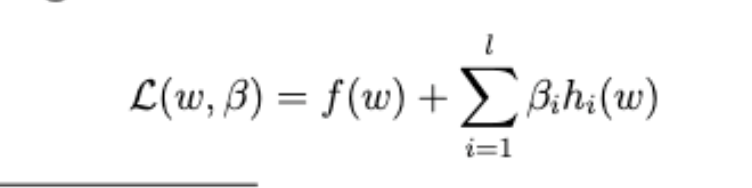 ℒ(w, β) = f(w) + ∑_{i=1}^{l} β_i h_i(w)